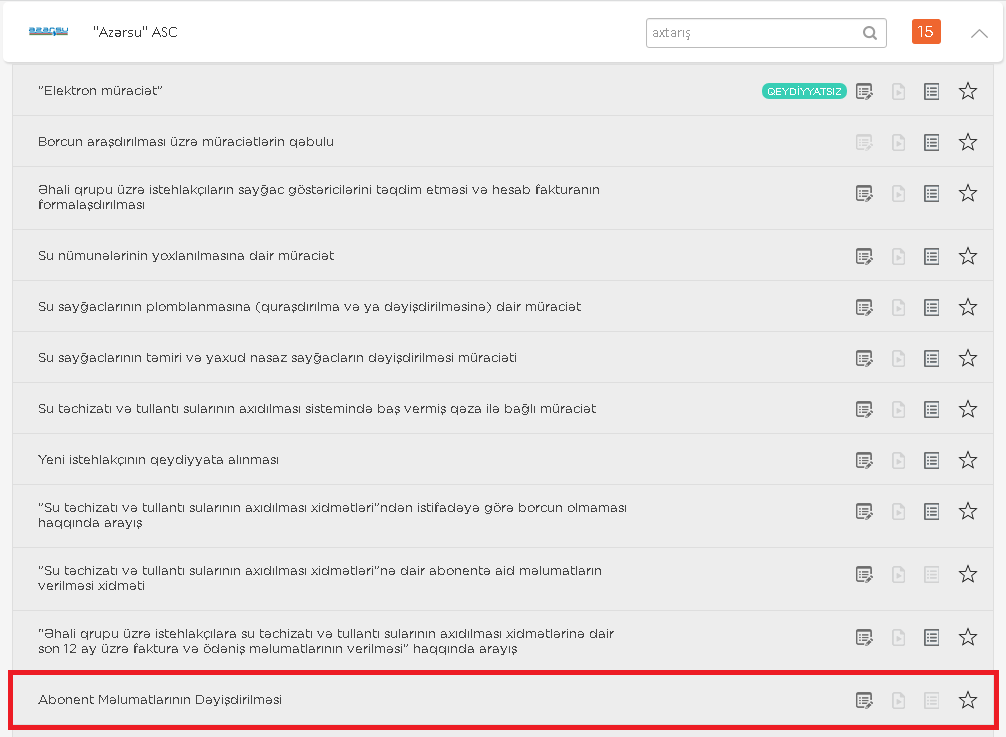 azərsu
"Azərsu" ASC
axtarış
15
"Elektron müraciət"
QEYDİYYATSIZ
Borcun araşdırılması üzrə müraciətlərin qəbulu
Əhali qrupu üzrə istehlakçıların sayğac göstəricilərini təqdim etməsi və hesab fakturanın
formalaşdırılması
Su nümunələrinin yoxlanılmasına dair müraciət
Su sayğaclarının plomblanmasına (quraşdırılma və ya dəyişdirilməsinə) dair müraciət
Su sayğaclarının təmiri və yaxud nasaz sayğacların dəyişdirilməsi müraciəti
Su təchizatı və tullantı sularının axıdılması sistemində baş vermiş qəza ilə bağlı müraciət
Yeni istehlakçının qeydiyyata alınması
"Su təchizatı və tullantı sularının axıdılması xidmətləri"ndən istifadəyə görə borcun olmaması
haqqında arayış
"Su təchizatı və tullantı sularının axıdılması xidmətləri"nə dair abonentə aid məlumatların
verilməsi xidməti
"Əhali qrupu üzrə istehlakçılara su təchizatı və tullantı sularının axıdılması xidmətlərinə dair
son 12 ay üzrə faktura və ödəniş məlumatlarının verilməsi" haqqında arayış
Abonent Məlumatlarının Dəyişdirilməsi